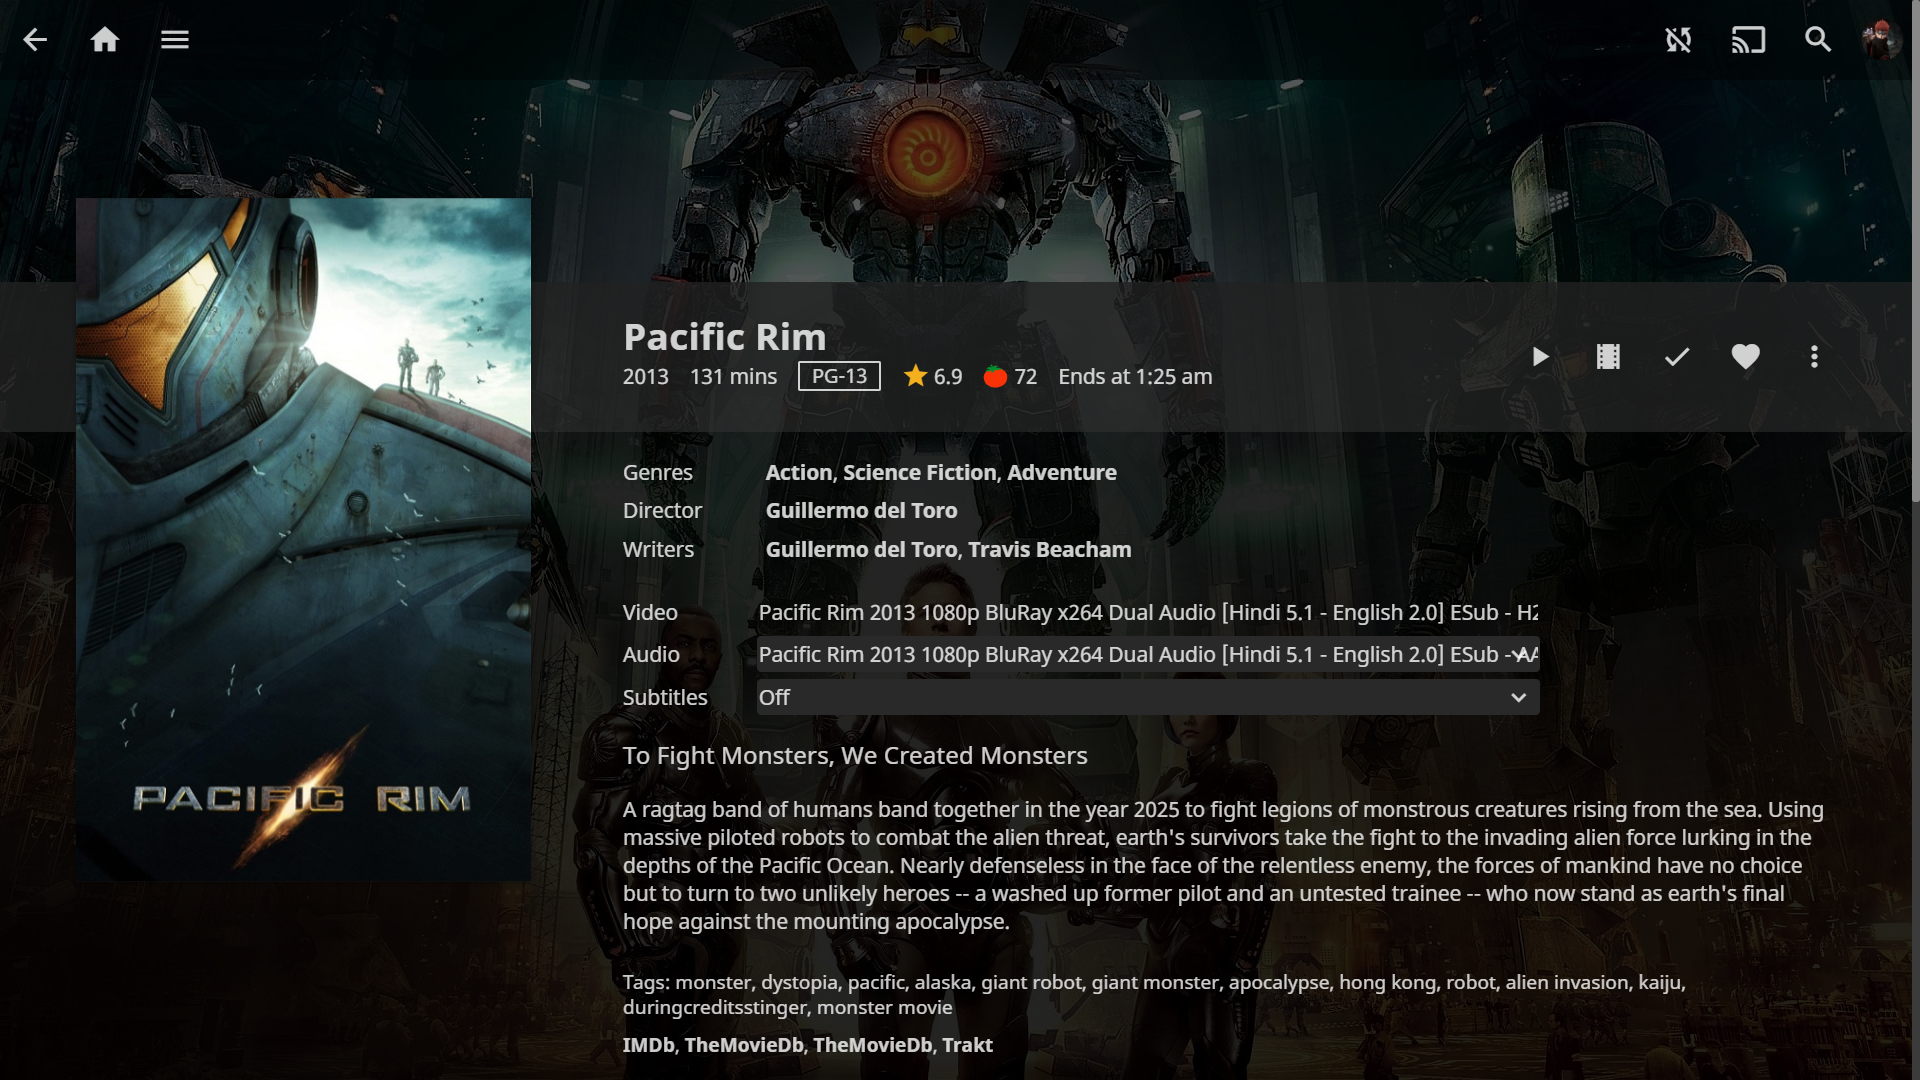 Pacific Rim
2013 131 mins PG-13 6.9 72 Ends at 1:25 am
Genres Action, Science Fiction, Adventure
Director Guillermo del Toro
Writers Guillermo del Toro, Travis Beacham
Video Pacific Rim 2013 1080p BluRay x264 Dual Audio [Hindi 5.1 - English 2.0] ESub - H2
Audio Pacific Rim 2013 1080p BluRay x264 Dual Audio [Hindi 5.1 - English 2.0] ESub - AA
Subtitles Off
PACIFIC RIM
To Fight Monsters, We Created Monsters
A ragtag band of humans band together in the year 2025 to fight legions of monstrous creatures rising from the sea. Using
massive piloted robots to combat the alien threat, earth's survivors take the fight to the invading alien force lurking in the
depths of the Pacific Ocean. Nearly defenseless in the face of the relentless enemy, the forces of mankind have no choice
but to turn to two unlikely heroes -- a washed up former pilot and an untested trainee -- who now stand as earth's final
hope against the mounting apocalypse.
Tags: monster, dystopia, pacific, alaska, giant robot, giant monster, apocalypse, hong kong, robot, alien invasion, kaiju,
duringcreditsstinger, monster movie
IMDb, TheMovieDb, TheMovieDb, Trakt